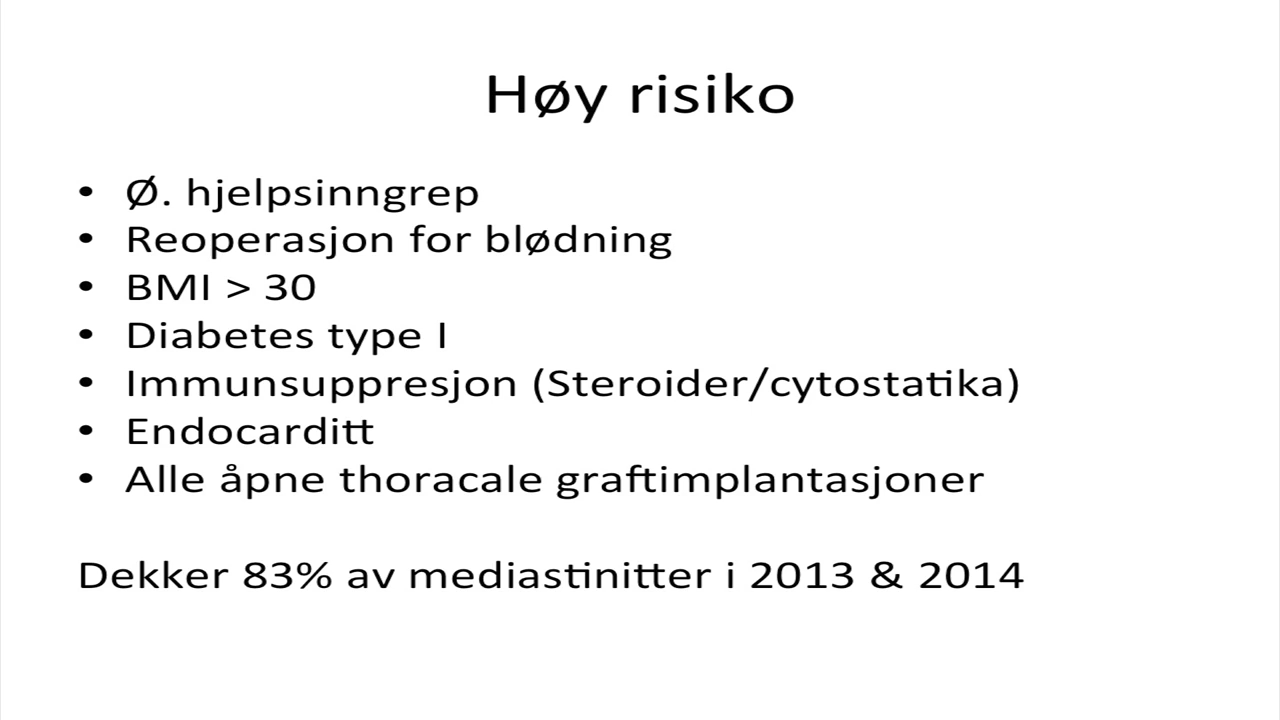 Høy risiko
• Ø. hjelpsinngrep
• Reoperasjon for blødning
• BMI > 30
• Diabetes type I
• Immunsuppresjon (Steroider/cytostatika)
• Endocarditt
• Alle åpne thoracale graftimplantasjoner
Dekker 83% av mediastinitter i 2013 & 2014